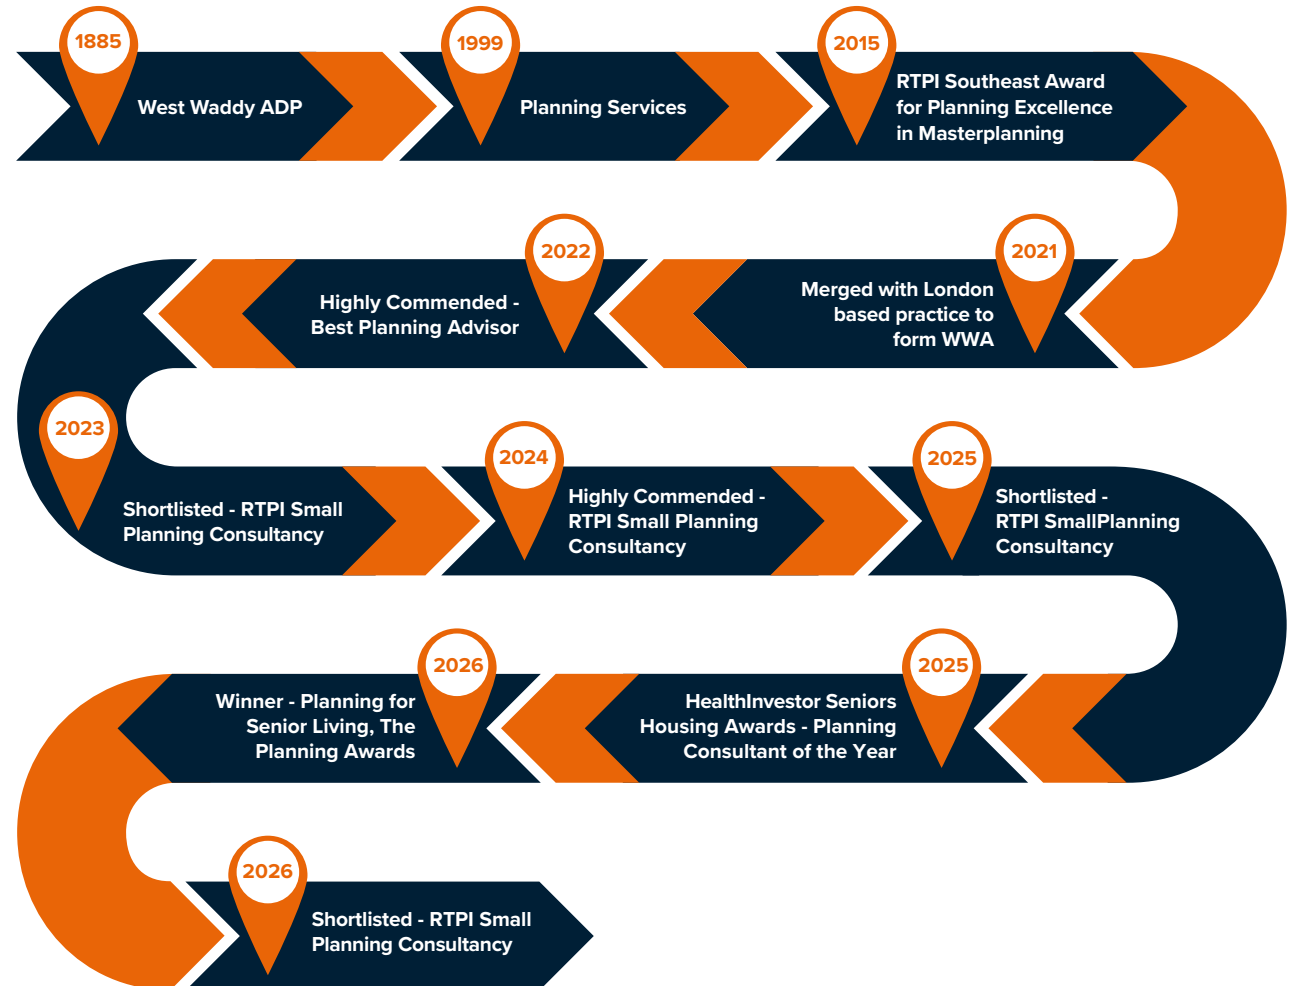 1885
West Waddy ADP
1999
Planning Services
2015
RTPI Southeast Award
for Planning Excellence
in Masterplanning
2021
Merged with London
based practice to
form WWA
2022
Highly Commended -
Best Planning Advisor
2023
Shortlisted - RTPI Small
Planning Consultancy
2024
Highly Commended -
RTPI Small Planning
Consultancy
2025
Shortlisted -
RTPI SmallPlanning
Consultancy
2025
HealthInvestor Seniors
Housing Awards - Planning
Consultant of the Year
2026
Winner - Planning for
Senior Living, The
Planning Awards
2026
Shortlisted - RTPI Small
Planning Consultancy